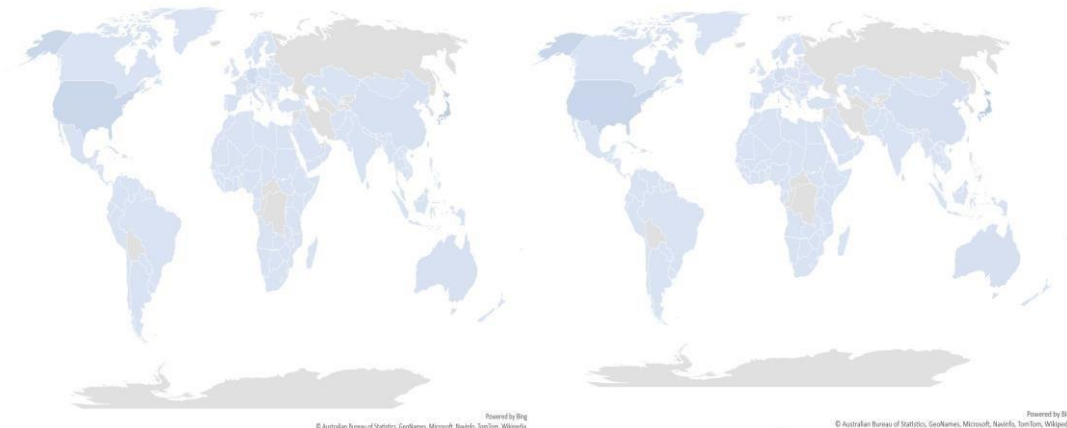 Powered by Bing
© Australian Bureau of Statistics, GeoNames, Microsoft, Navinfo, TomTom, Wikipedia
Powered by Bi
© Australian Bureau of Statistics, GeoNames, Microsoft, Navinfo, TomTom, Wikiped